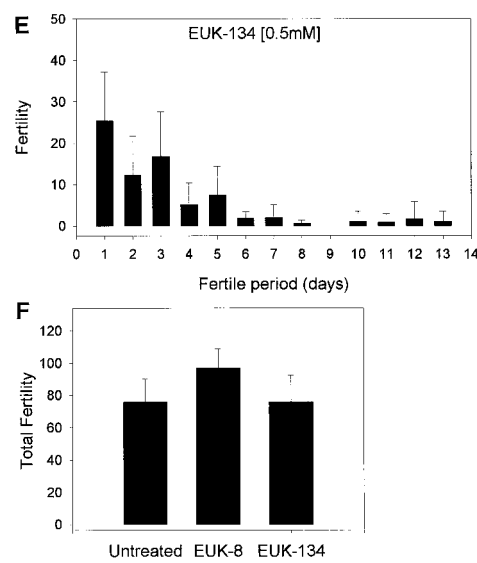 E
EUK-134 [0.5mM]
50
40
30
20
10
0
Fertility
0 1 2 3 4 5 6 7 8 9 10 11 12 13 14
Fertile period (days)
F
120
100
80
60
40
20
0
Total Fertility
Untreated EUK-8 EUK-134